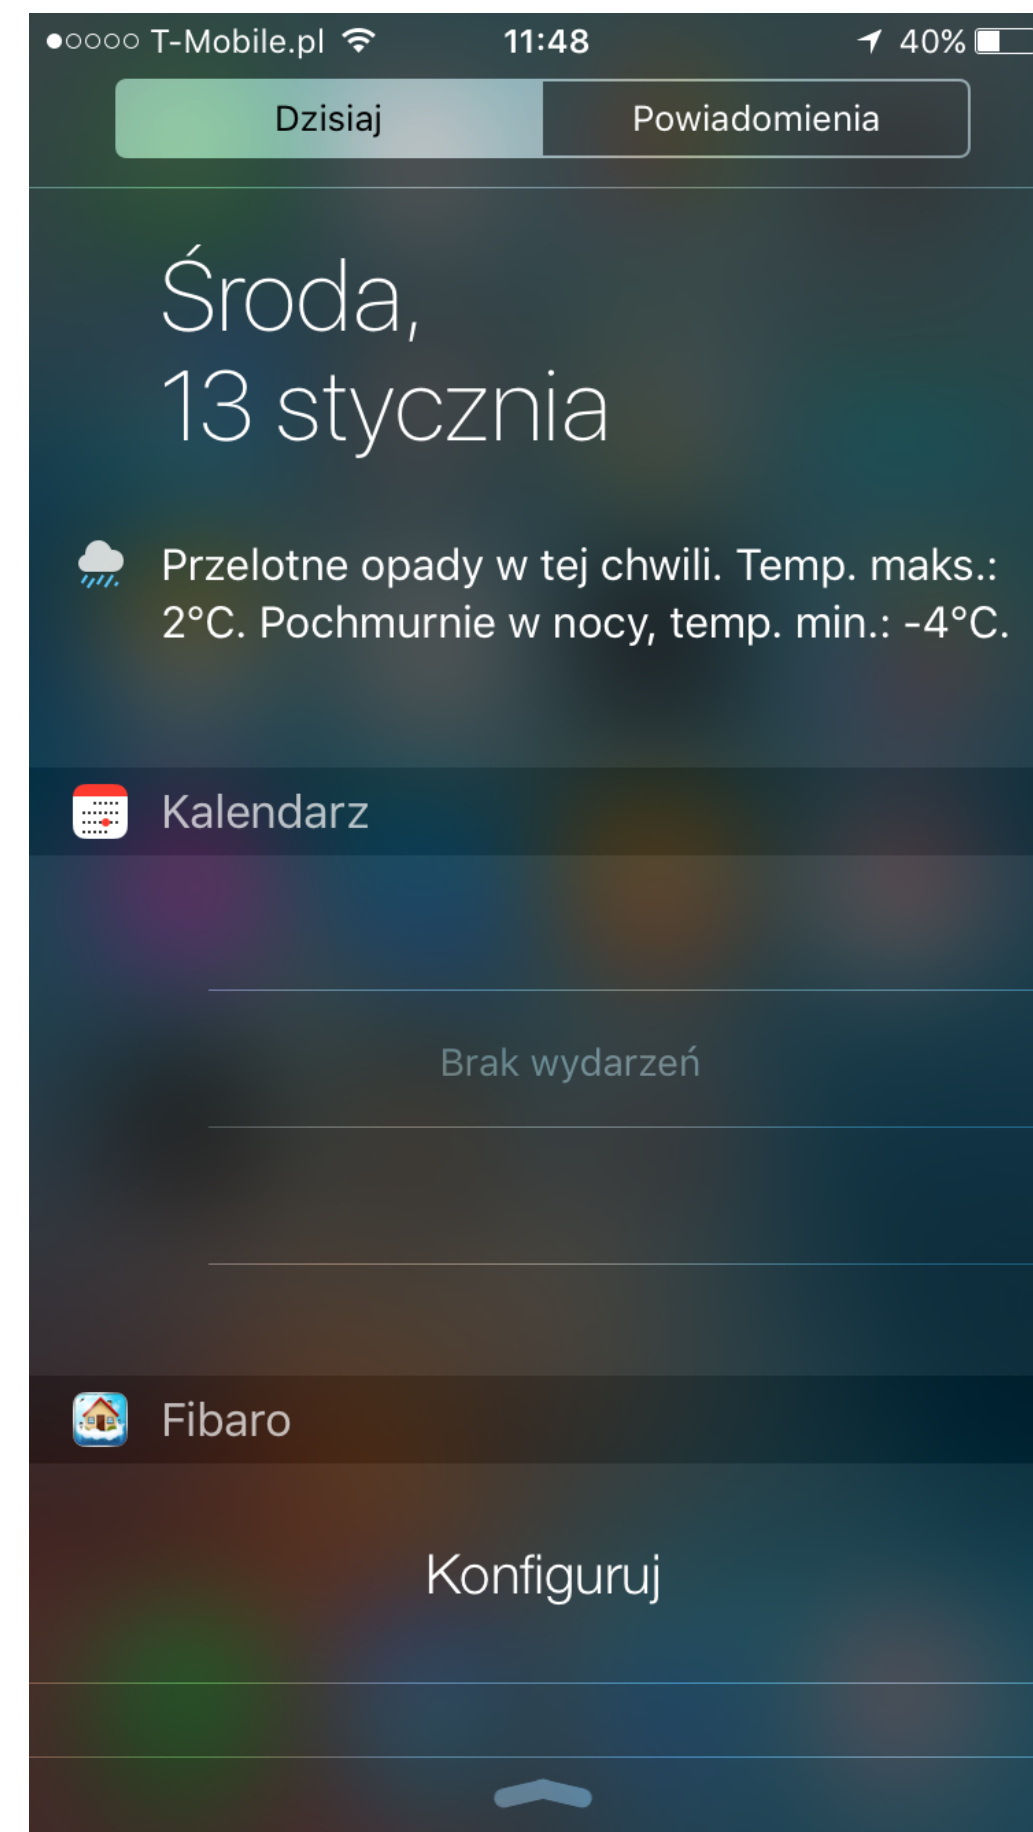 T-Mobile.pl 11:48 40%
Dzisiaj Powiadomienia
Środa,
13 stycznia
Przelotne opady w tej chwili. Temp. maks.:
2°C. Pochmurnie w nocy, temp. min.: -4°C.
Kalendarz
Brak wydarzeń
Fibaro
Konfiguruj